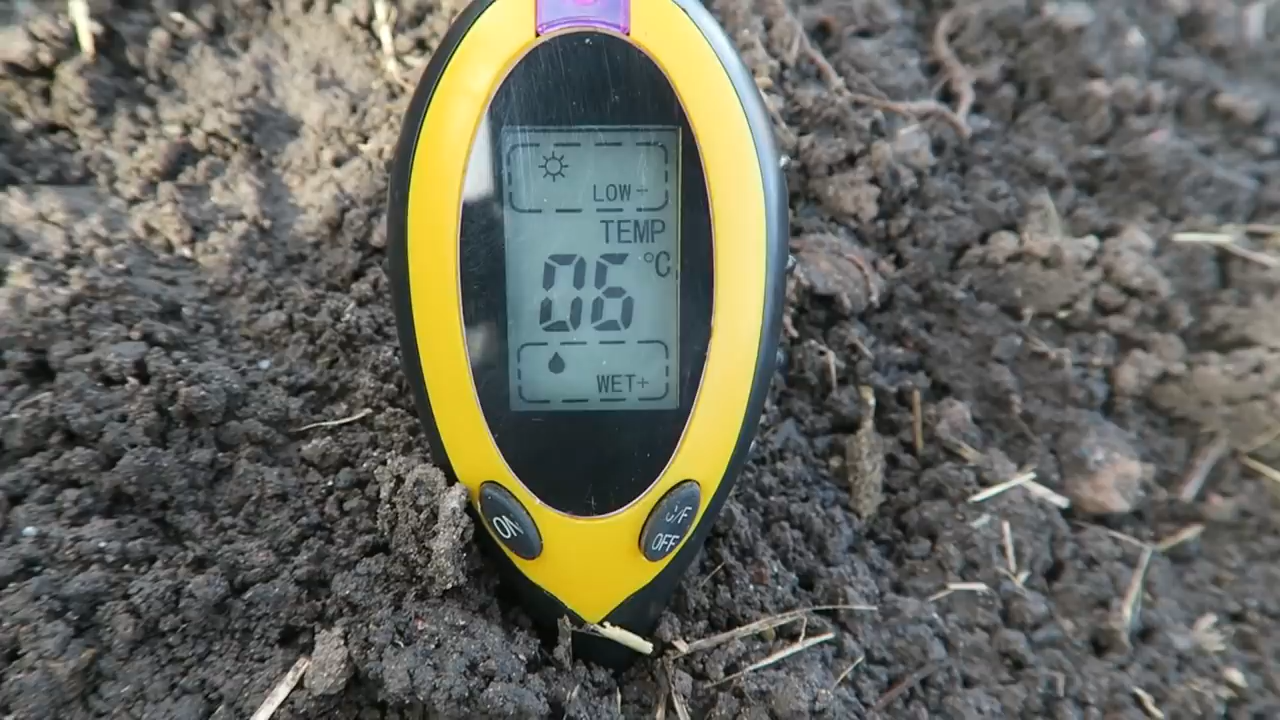 LOW-
TEMP
°C
06
WET+
ON
C/F
OFF